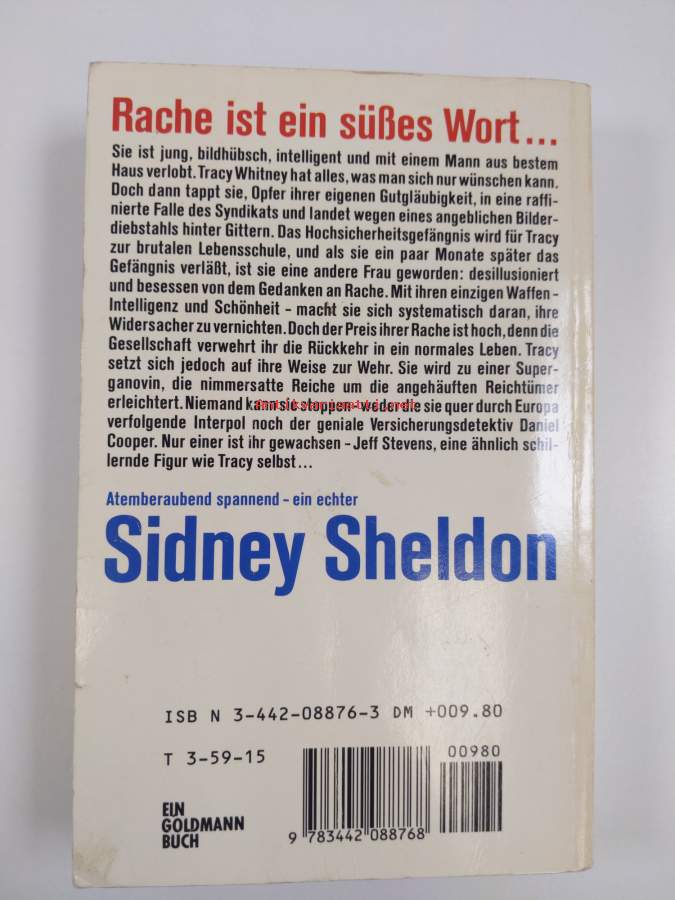 Rache ist ein süßes Wort...
Sie ist jung, bildhübsch, intelligent und mit einem Mann aus bestem
Haus verlobt. Tracy Whitney hat alles, was man sich nur wünschen kann.
Doch dann tappt sie, Opfer ihrer eigenen Gutgläubigkeit, in eine raffi-
nierte Falle des Syndikats und landet wegen eines angeblichen Bilder-
diebstahls hinter Gittern. Das Hochsicherheitsgefängnis wird für Tracy
zur brutalen Lebensschule, und als sie ein paar Monate später das
Gefängnis verläßt, ist sie eine andere Frau geworden: desillusioniert
und besessen von dem Gedanken an Rache. Mit ihren einzigen Waffen –
Intelligenz und Schönheit – macht sie sich systematisch daran, ihre
Widersacher zu vernichten. Doch der Preis ihrer Rache ist hoch, denn die
Gesellschaft verwehrt ihr die Rückkehr in ein normales Leben. Tracy
setzt sich jedoch auf ihre Weise zur Wehr. Sie wird zu einer Super-
ganovin, die nimmersatte Reiche um die angehäuften Reichtümer
erleichtert. Niemand kann sie stoppen – weder die sie quer durch Europa
verfolgende Interpol noch der geniale Versicherungsdetektiv Daniel
Cooper. Nur einer ist ihr gewachsen – Jeff Stevens, eine ähnlich schil-
lernde Figur wie Tracy selbst...
Atemberaubend spannend – ein echter
Sidney Sheldon
ISB N 3-442-08876-3 DM +009.80
T 3-59-15
00980
EIN
GOLDMANN
BUCH
9 783442 088768